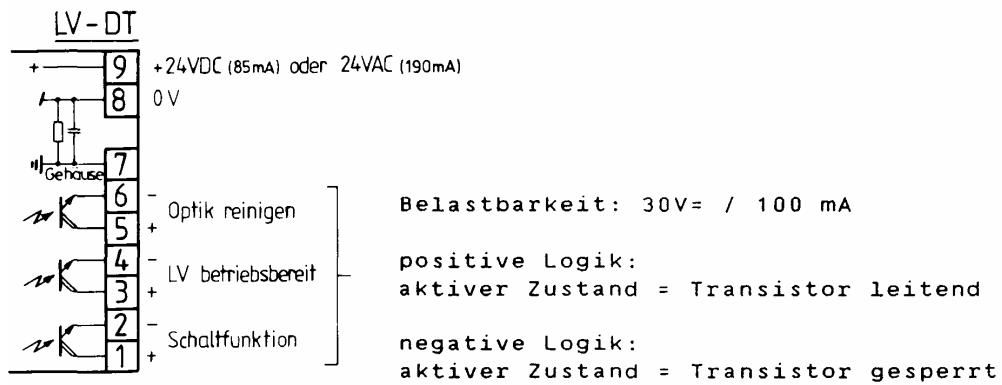 LV-DT
+ 9 +24VDC (85mA) oder 24VAC (190mA)
8 0V
Gehäuse 7
6 -
Optik reinigen
5 +
4 -
LV betriebsbereit
3 +
2 -
Schaltfunktion
1 +
Belastbarkeit: 30V= / 100 mA
positive Logik:
aktiver Zustand = Transistor leitend
negative Logik:
aktiver Zustand = Transistor gesperrt